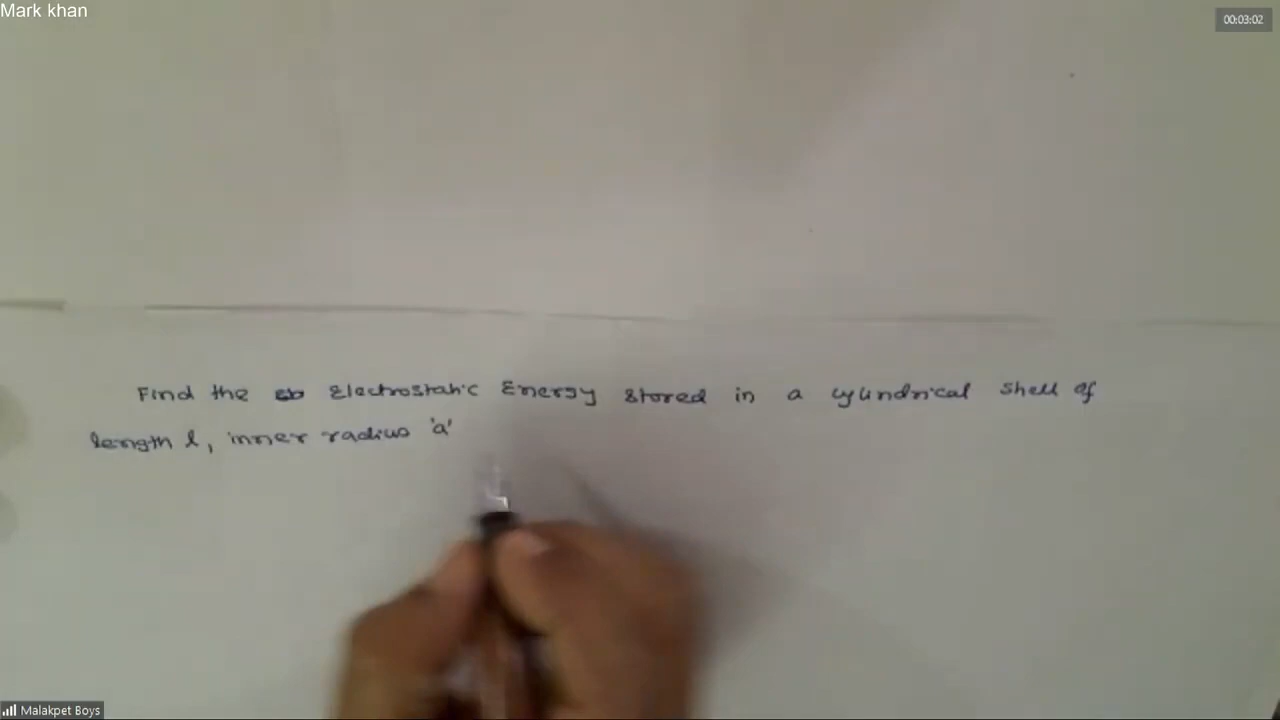 Mark khan
00:03:02
Find the Electrostatic Energy stored in a cylindrical shell of
length l, inner radius 'a'
Malakpet Boys